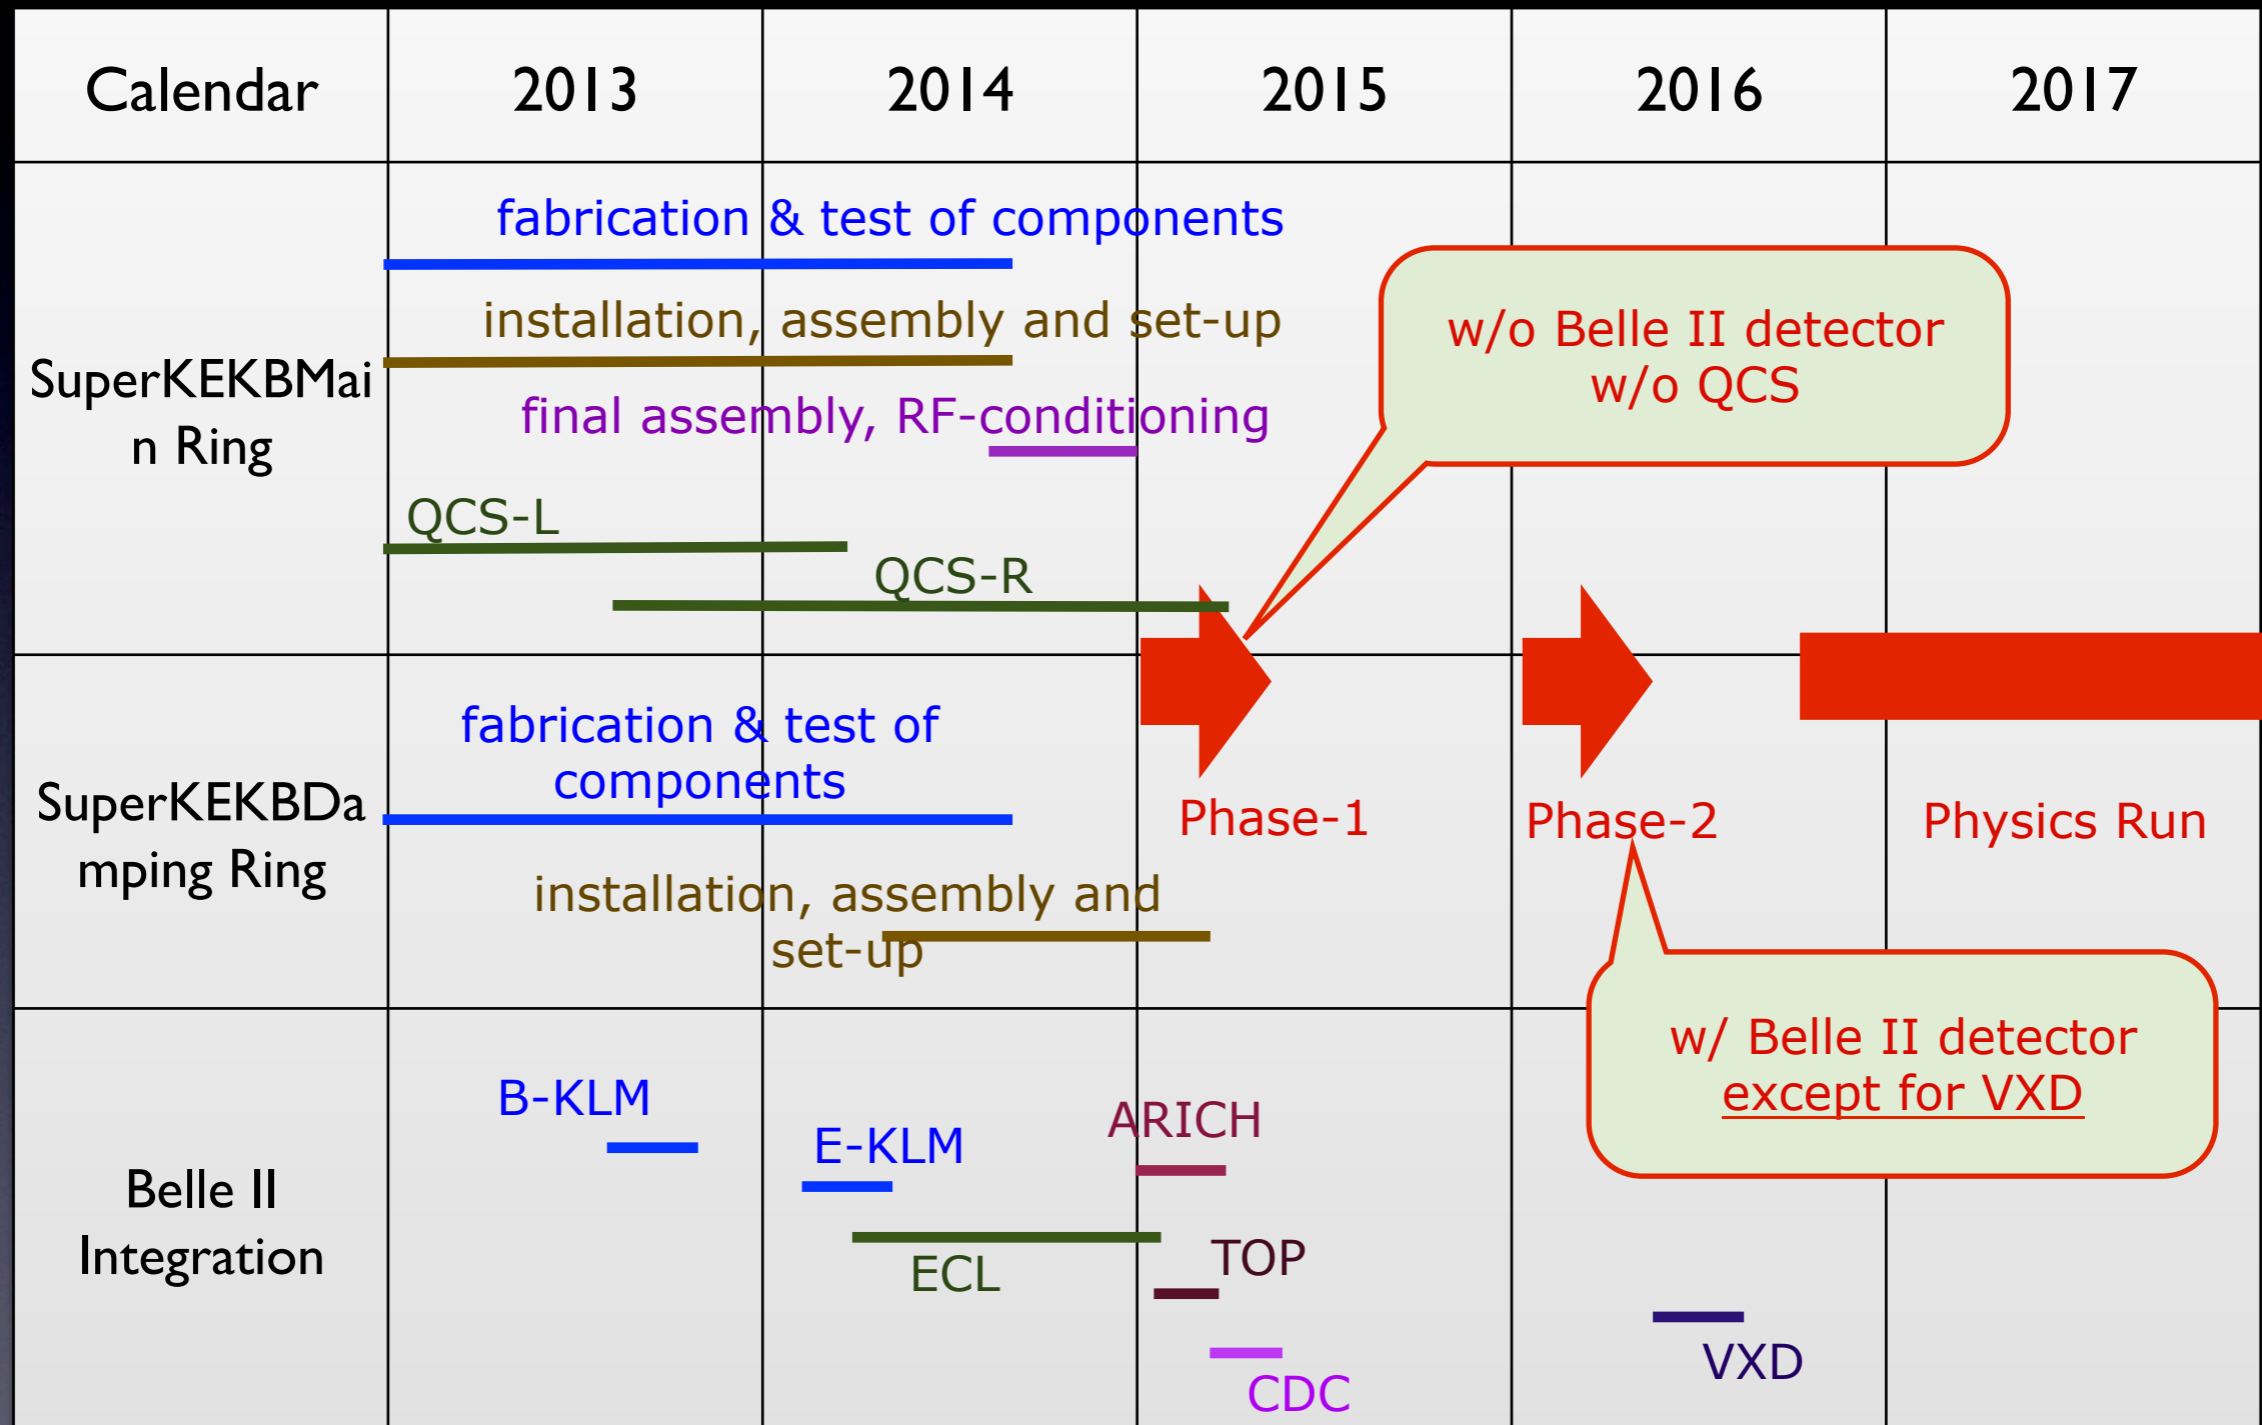 Calendar
2013
2014
2015
2016
2017
SuperKEKBMai
n Ring
fabrication & test of components
installation, assembly and set-up
final assembly, RF-conditioning
QCS-L
QCS-R
w/o Belle II detector
w/o QCS
SuperKEKBDa
mping Ring
fabrication & test of
components
installation, assembly and
set-up
Phase-1
Phase-2
Physics Run
w/ Belle II detector
except for VXD
Belle II
Integration
B-KLM
E-KLM
ARICH
ECL
TOP
CDC
VXD